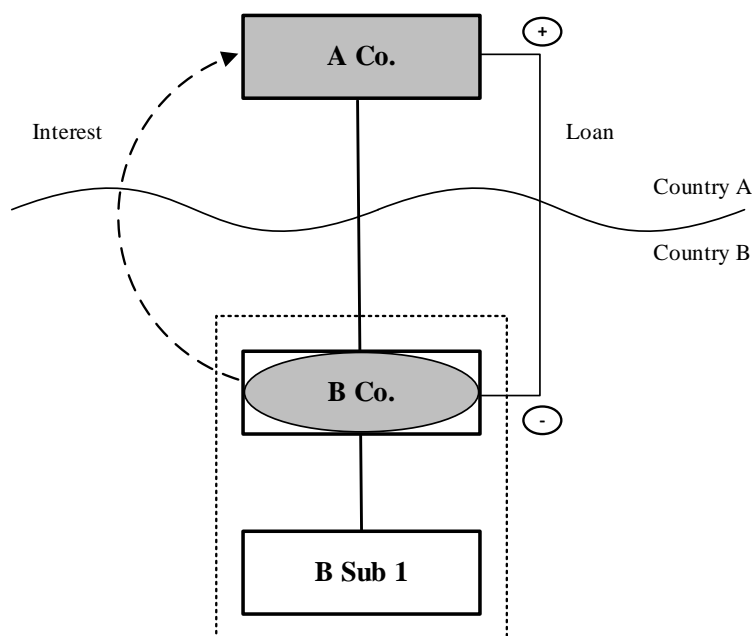 A Co.
+
Interest
Loan
Country A
Country B
B Co.
-
B Sub 1